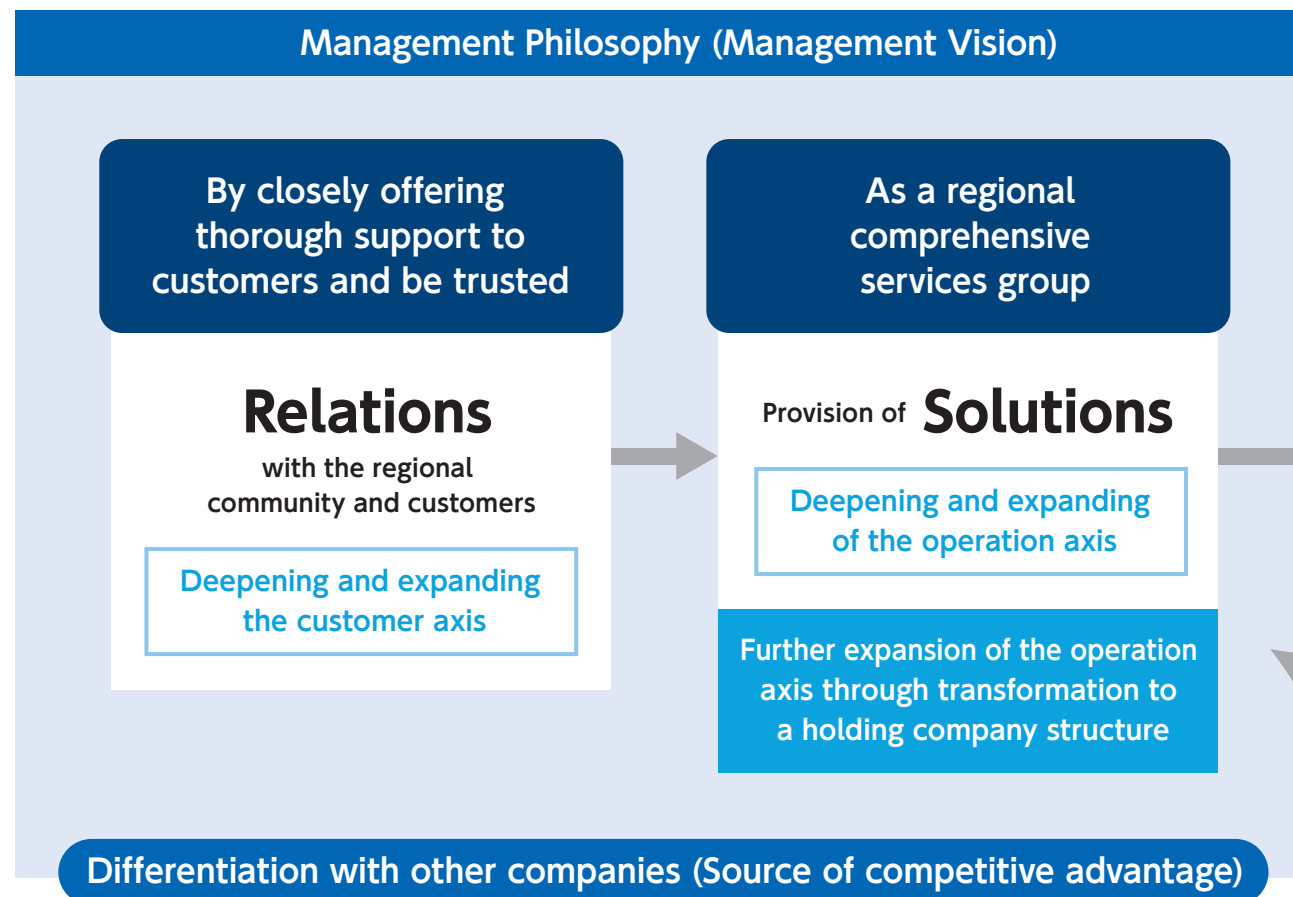 Management Philosophy (Management Vision)
By closely offering
thorough support to
customers and be trusted
Relations
with the regional
community and customers
Deepening and expanding
the customer axis
As a regional
comprehensive
services group
Provision of Solutions
Deepening and expanding
of the operation axis
Further expansion of the operation
axis through transformation to
a holding company structure
Differentiation with other companies (Source of competitive advantage)